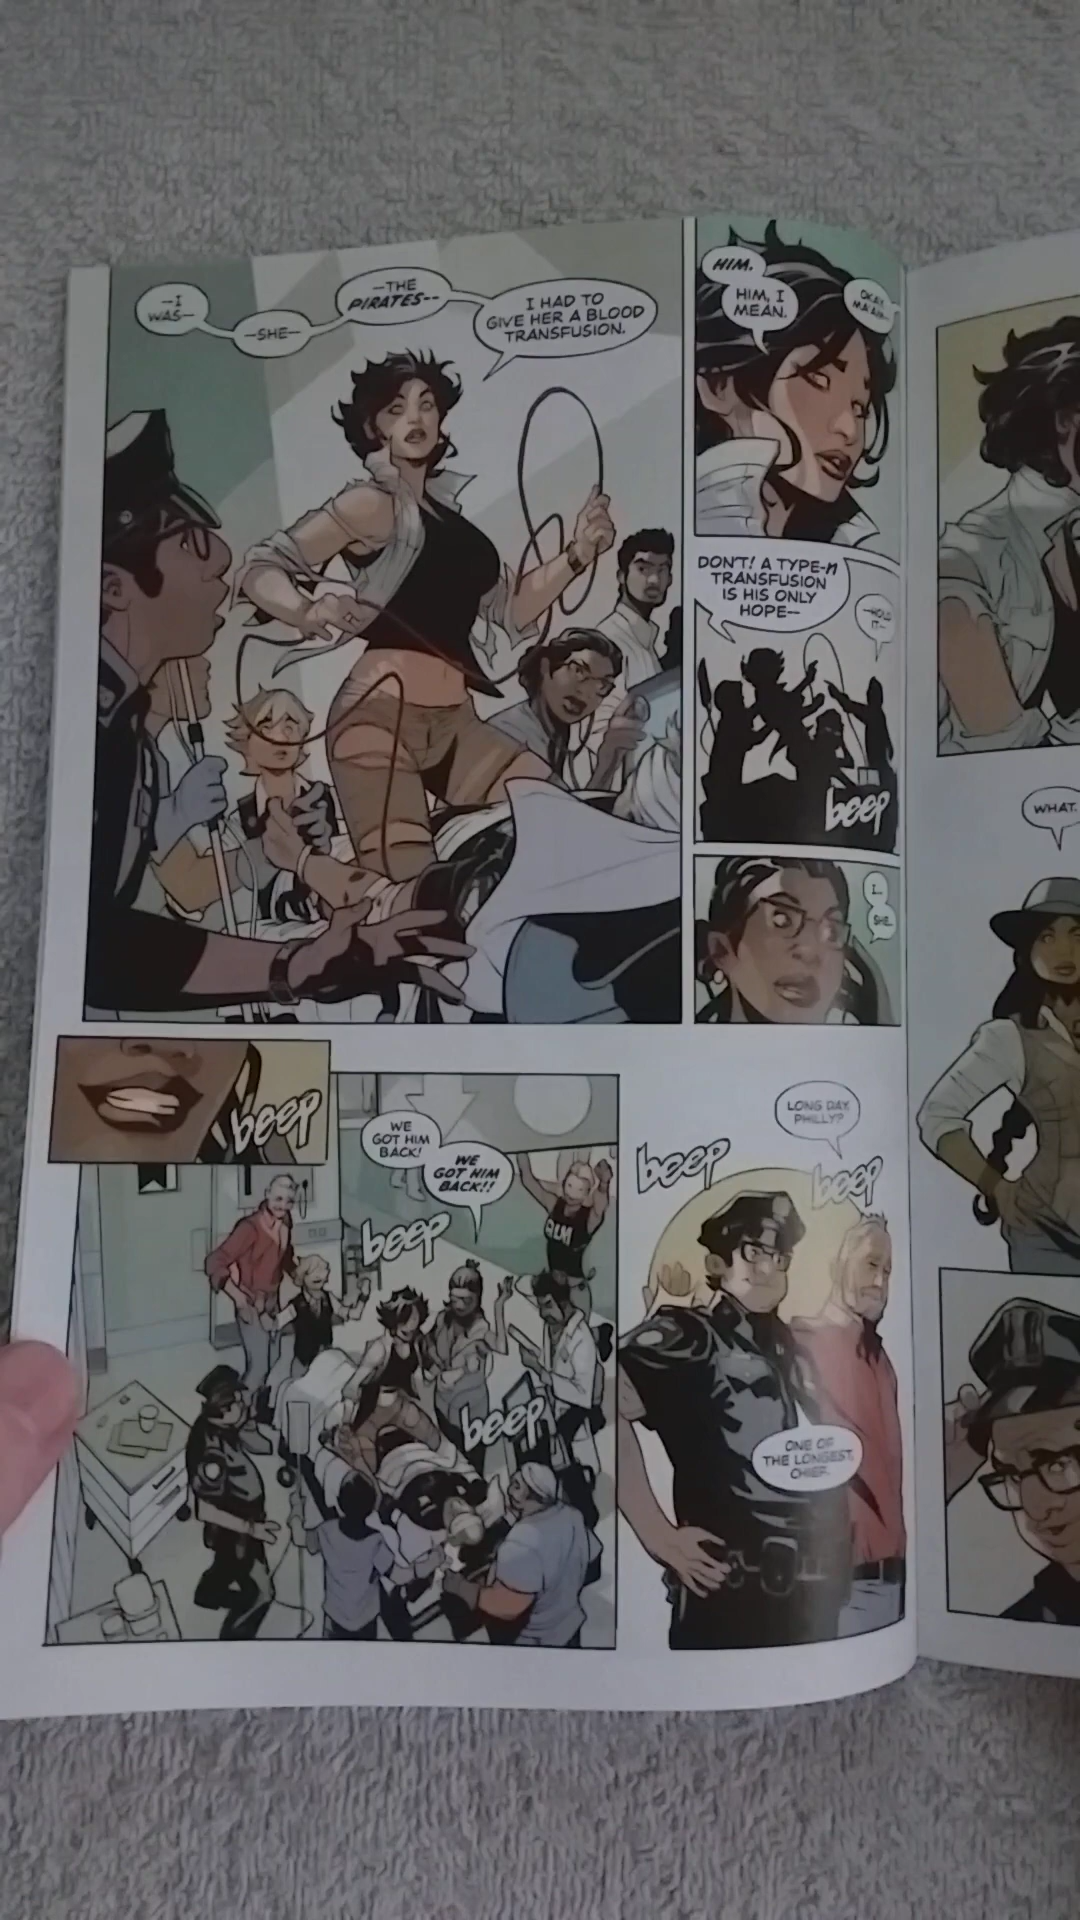 —I
WAS—
—SHE—
—THE
PIRATES--
I HAD TO
GIVE HER A BLOOD
TRANSFUSION.
HIM.
HIM, I
MEAN.
OKAY,
MA'AM—
DON'T! A TYPE-n
TRANSFUSION
IS HIS ONLY
HOPE—
—HOLD
IT—
beep
I...
SHE.
beep
WE
GOT HIM
BACK!
WE
GOT HIM
BACK!!
beep
beep
beep
LONG DAY,
PHILLY?
beep
ONE OF
THE LONGEST,
CHIEF.
WHAT.